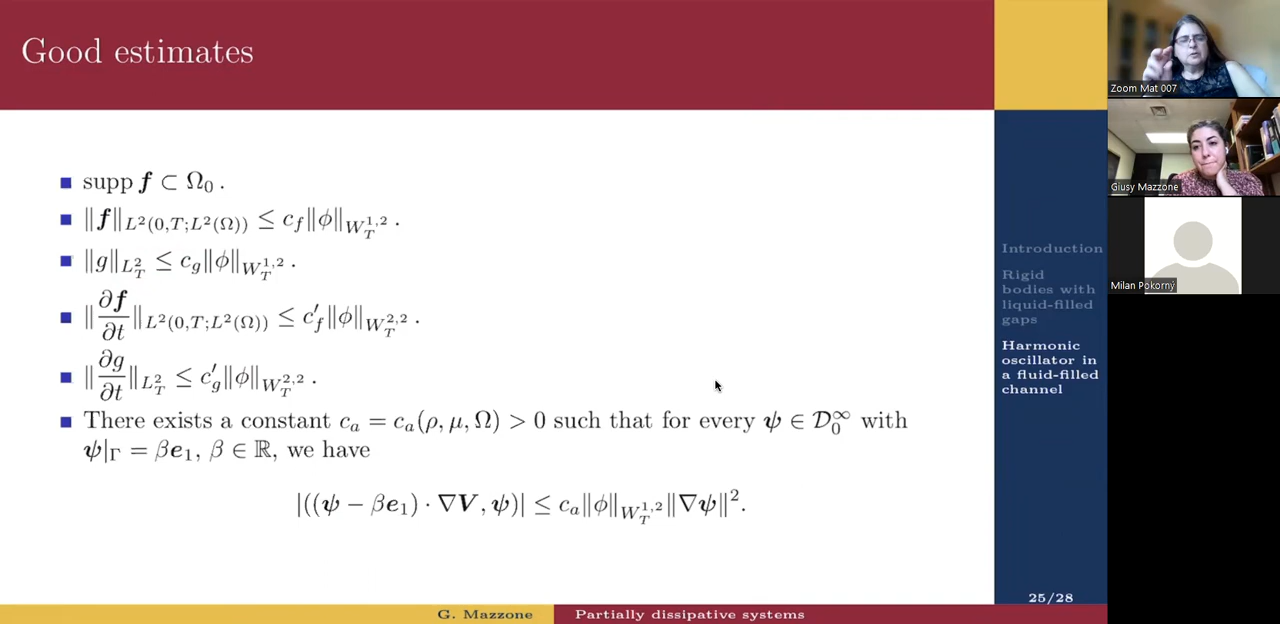 Good estimates
supp f ⊂ Ω₀ .
‖f‖_{L²(0,T;L²(Ω))} ≤ c_f‖ϕ‖_{W_T^{1,2}} .
‖g‖_{L_T^2} ≤ c_g‖ϕ‖_{W_T^{1,2}} .
‖∂f/∂t‖_{L²(0,T;L²(Ω))} ≤ c′_f‖ϕ‖_{W_T^{2,2}} .
‖∂g/∂t‖_{L_T^2} ≤ c′_g‖ϕ‖_{W_T^{2,2}} .
There exists a constant c_a = c_a(ρ, μ, Ω) > 0 such that for every ψ ∈ 𝒟_0^∞ with
ψ|_Γ = βe₁, β ∈ ℝ, we have
|((ψ − βe₁) · ∇V, ψ)| ≤ c_a‖ϕ‖_{W_T^{1,2}}‖∇ψ‖².
Introduction
Rigid
bodies with
liquid-filled
gaps
Harmonic
oscillator in
a fluid-filled
channel
25/28
G. Mazzone
Partially dissipative systems
Zoom Mat 007
Giusy Mazzone
Milan Pokorný